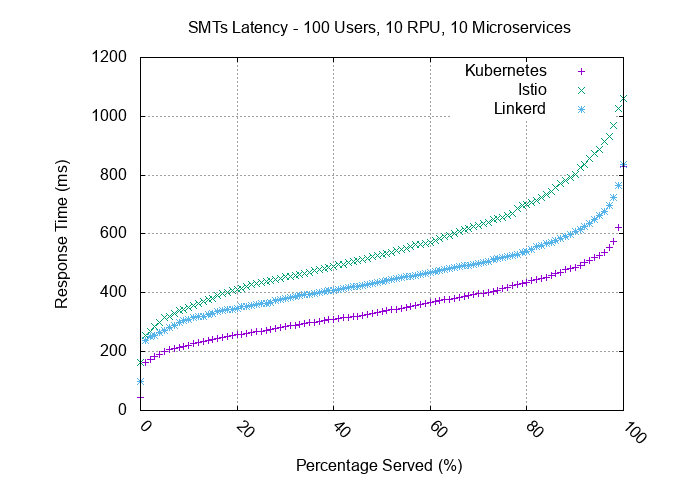 SMTs Latency - 100 Users, 10 RPU, 10 Microservices
1200
1000
800
600
400
200
0
Response Time (ms)
Kubernetes
Istio
Linkerd
0
20
40
60
80
100
Percentage Served (%)